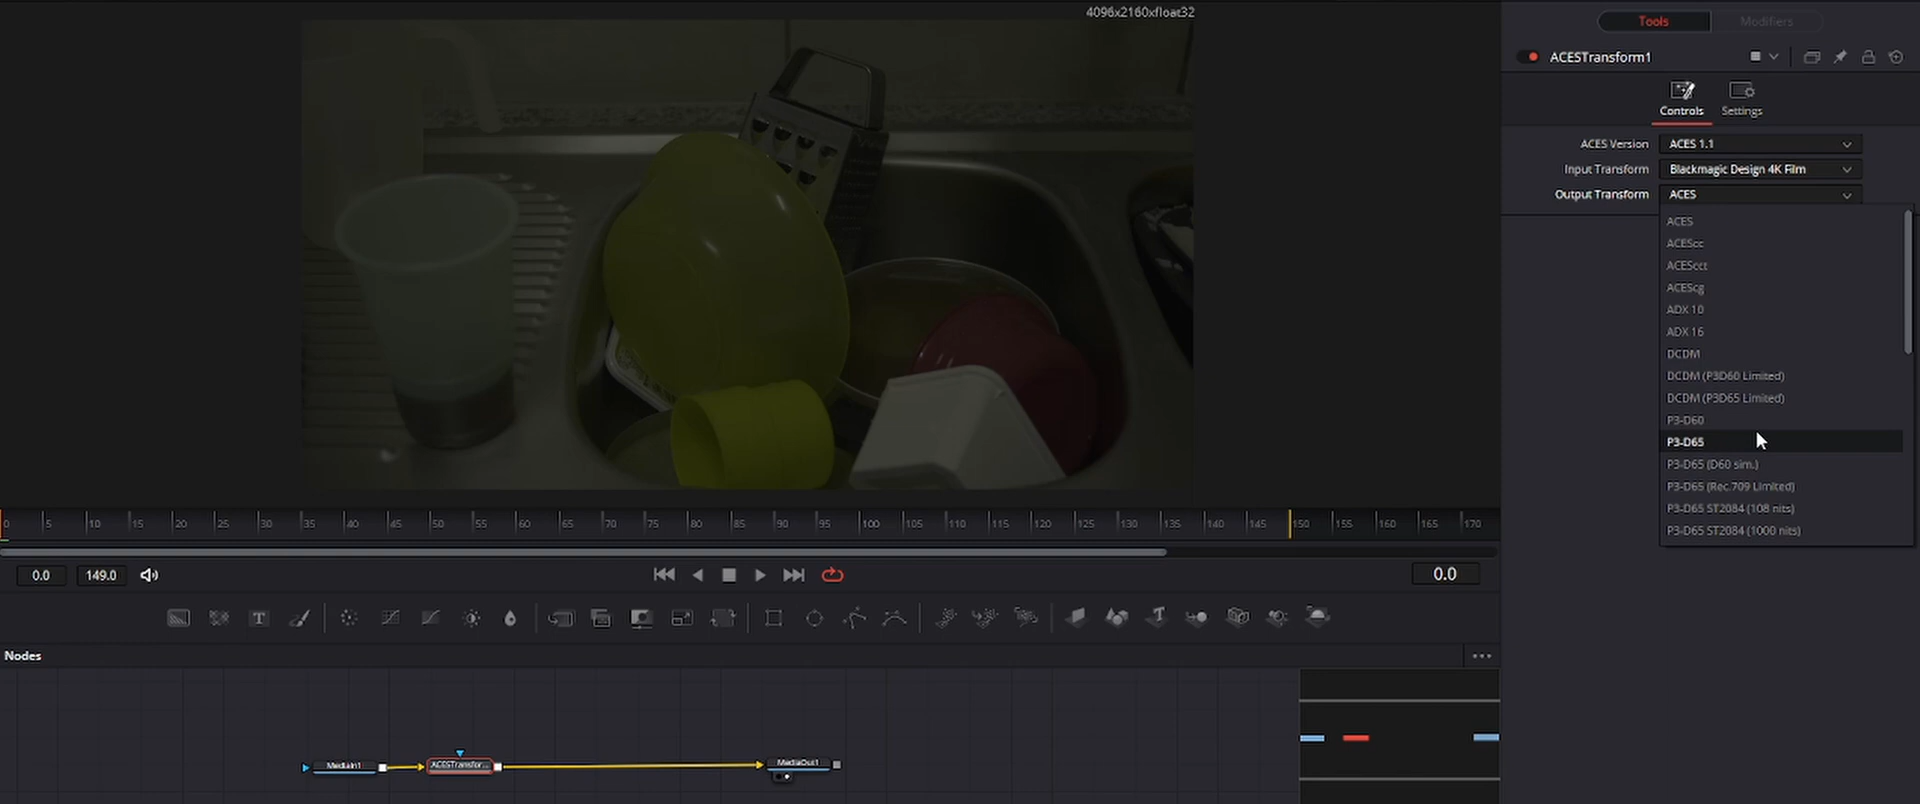 4096x2160xfloat32
Tools
Modifiers
ACESTransform1
Controls
Settings
ACES Version
ACES 1.1
Input Transform
Blackmagic Design 4K Film
Output Transform
ACES
ACES
ACEScc
ACEScct
ACEScg
ADX 10
ADX 16
DCDM
DCDM (P3D60 Limited)
DCDM (P3D65 Limited)
P3-D60
P3-D65
P3-D65 (D60 sim.)
P3-D65 (Rec.709 Limited)
P3-D65 ST2084 (108 nits)
P3-D65 ST2084 (1000 nits)
0 5 10 15 20 25 30 35 40 45 50 55 60 65 70 75 80 85 90 95 100 105 110 115 120 125 130 135 140 145 150 155 160 165 170
0.0
149.0
0.0
Nodes
MediaIn1
ACESTransfor...
MediaOut1